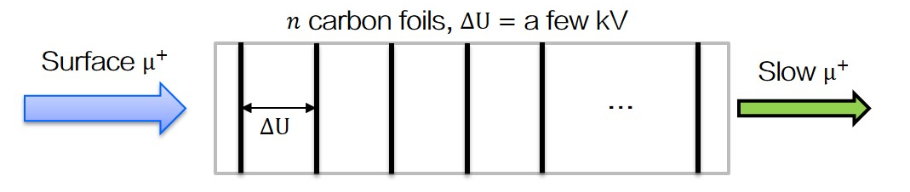 n carbon foils, ΔU = a few kV
Surface μ⁺
Slow μ⁺
ΔU
...